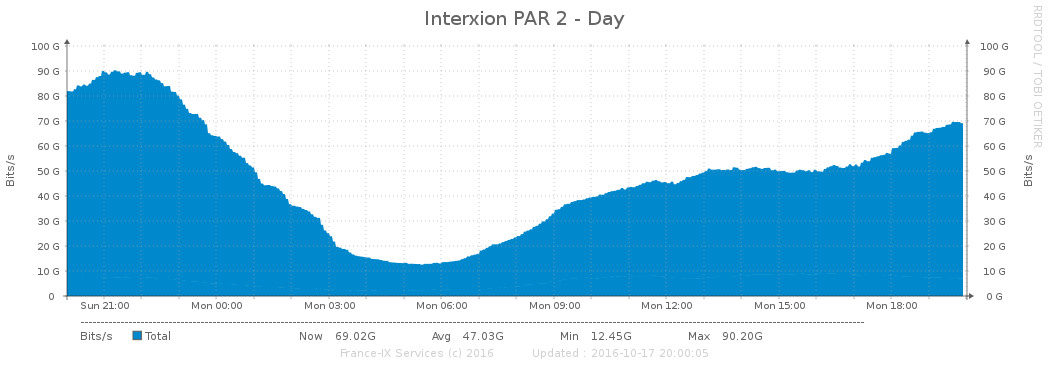 Interxion PAR 2 - Day
RRDTOOL / TOBI OETIKER
Bits/s
100 G 100 G
90 G 90 G
80 G 80 G
70 G 70 G
60 G 60 G
50 G 50 G
40 G 40 G
30 G 30 G
20 G 20 G
10 G 10 G
0 0 G
Bits/s
Sun 21:00 Mon 00:00 Mon 03:00 Mon 06:00 Mon 09:00 Mon 12:00 Mon 15:00 Mon 18:00
Bits/s Total Now 69.02G Avg 47.03G Min 12.45G Max 90.20G
France-IX Services (c) 2016 Updated : 2016-10-17 20:00:05